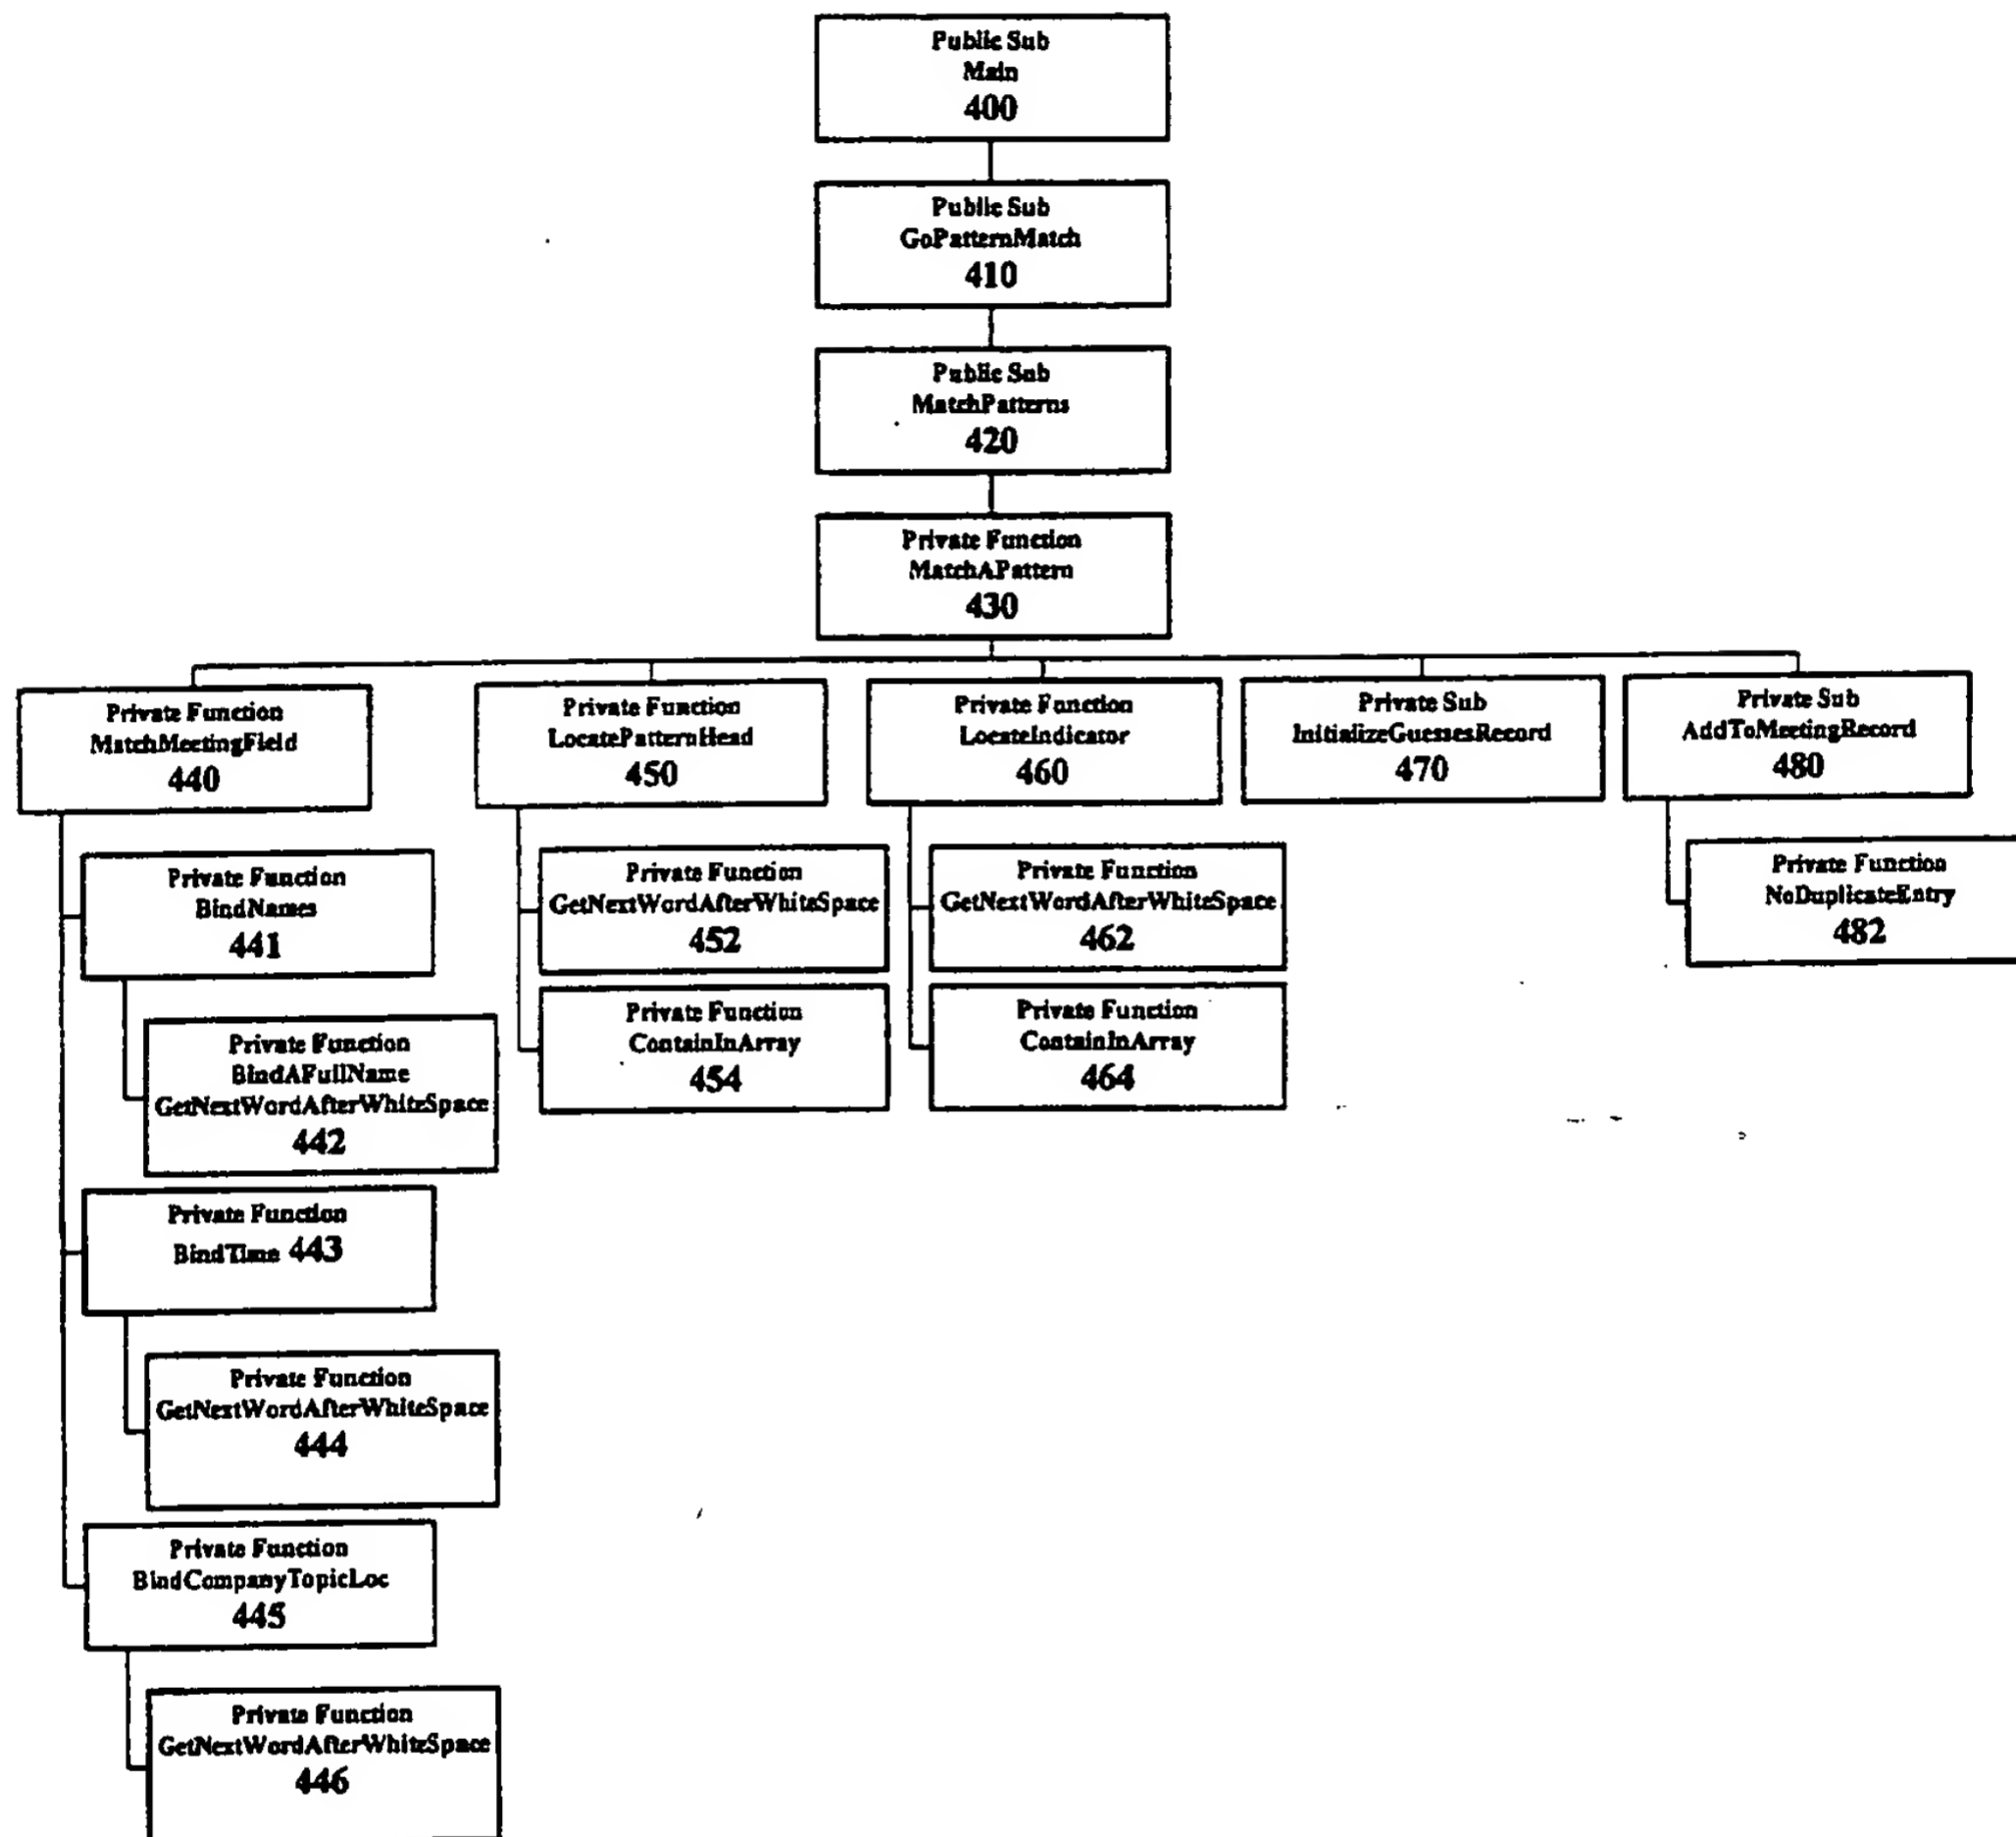 Public Sub
Main
400
Public Sub
GoPatternMatch
410
Public Sub
MatchPatterns
420
Private Function
MatchAPattern
430
Private Function
MatchMeetingField
440
Private Function
LocatePatternHead
450
Private Function
LocateIndicator
460
Private Sub
InitializeGuessesRecord
470
Private Sub
AddToMeetingRecord
480
Private Function
BindNames
441
Private Function
GetNextWordAfterWhiteSpace
452
Private Function
GetNextWordAfterWhiteSpace
462
Private Function
NoDuplicateEntry
482
Private Function
ContainInArray
454
Private Function
ContainInArray
464
Private Function
BindAFullName
GetNextWordAfterWhiteSpace
442
Private Function
BindTime 443
Private Function
GetNextWordAfterWhiteSpace
444
Private Function
BindCompanyTopicLoc
445
Private Function
GetNextWordAfterWhiteSpace
446